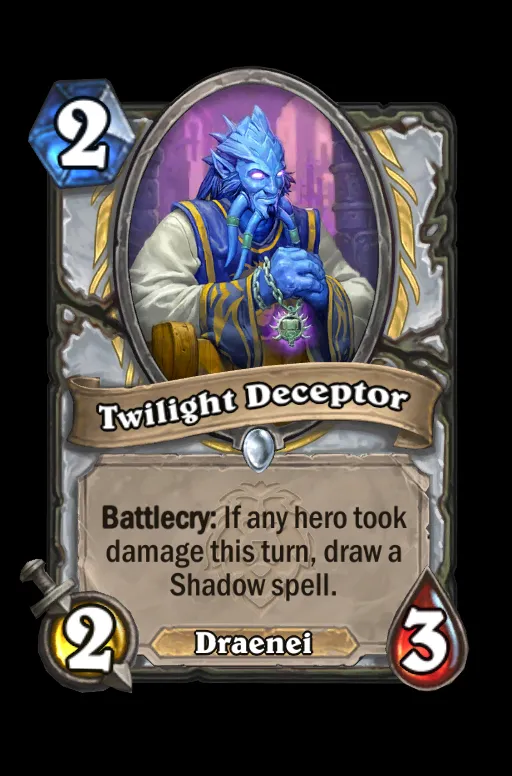 2
Twilight Deceptor
Battlecry: If any hero took
damage this turn, draw a
Shadow spell.
2
Draenei
3